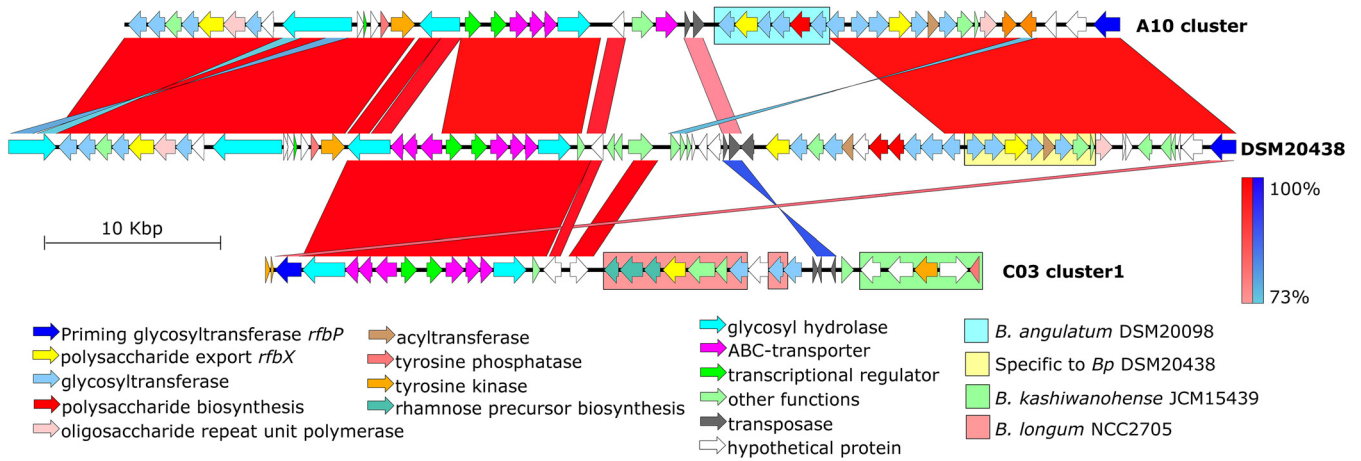 A10 cluster
DSM20438
100%
73%
10 Kbp
C03 cluster1
Priming glycosyltransferase rfbP
polysaccharide export rfbX
glycosyltransferase
polysaccharide biosynthesis
oligosaccharide repeat unit polymerase
acyltransferase
tyrosine phosphatase
tyrosine kinase
rhamnose precursor biosynthesis
glycosyl hydrolase
ABC-transporter
transcriptional regulator
other functions
transposase
hypothetical protein
B. angulatum DSM20098
Specific to Bp DSM20438
B. kashiwanohense JCM15439
B. longum NCC2705